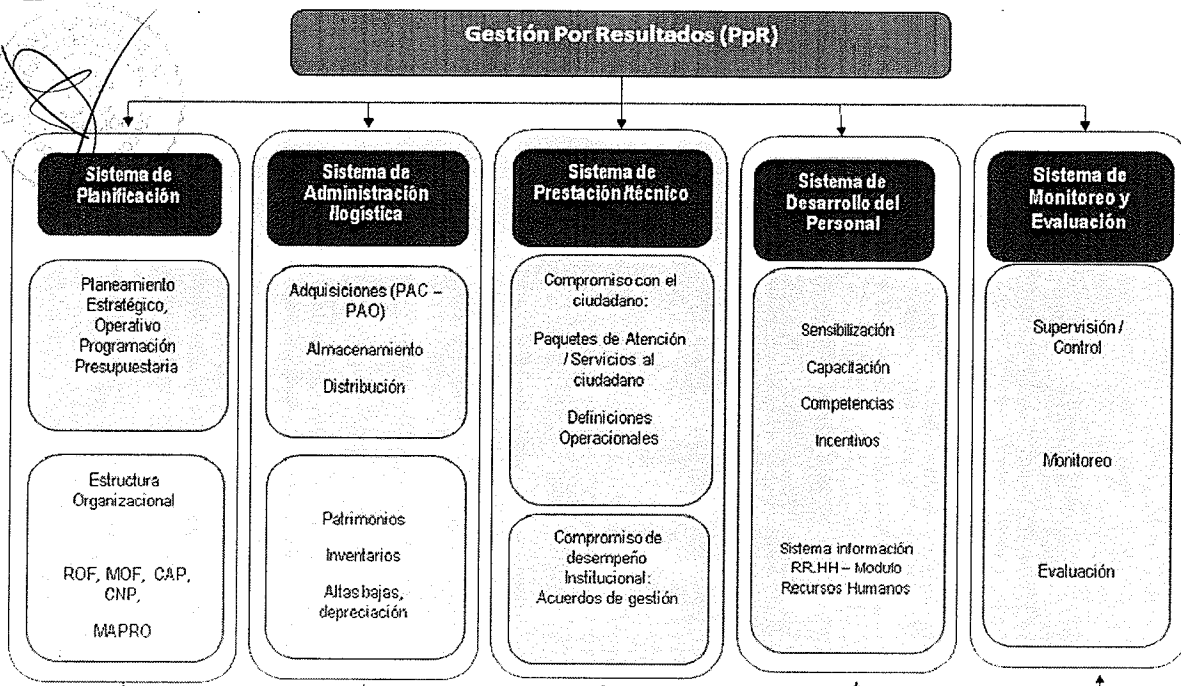 Gestión Por Resultados (PpR)
Sistema de
Planificación
Planeamiento
Estratégico,
Operativo
Programación
Presupuestaria
Estructura
Organizacional
ROF, MOF, CAP,
CNP,
MAPRO
Sistema de
Administración
/logística
Adquisiciones (PAC –
PAO)
Almacenamiento
Distribución
Patrimonios
Inventarios
Altas bajas,
depreciación
Sistema de
Prestación/técnico
Compromiso con el
ciudadano:
Paquetes de Atención
/ Servicios al
ciudadano
Definiciones
Operacionales
Compromiso de
desempeño
Institucional:
Acuerdos de gestión
Sistema de
Desarrollo del
Personal
Sensibilización
Capacitación
Competencias
Incentivos
Sistema información
RR.HH – Modulo
Recursos Humanos
Sistema de
Monitoreo y
Evaluación
Supervisión /
Control
Monitoreo
Evaluación